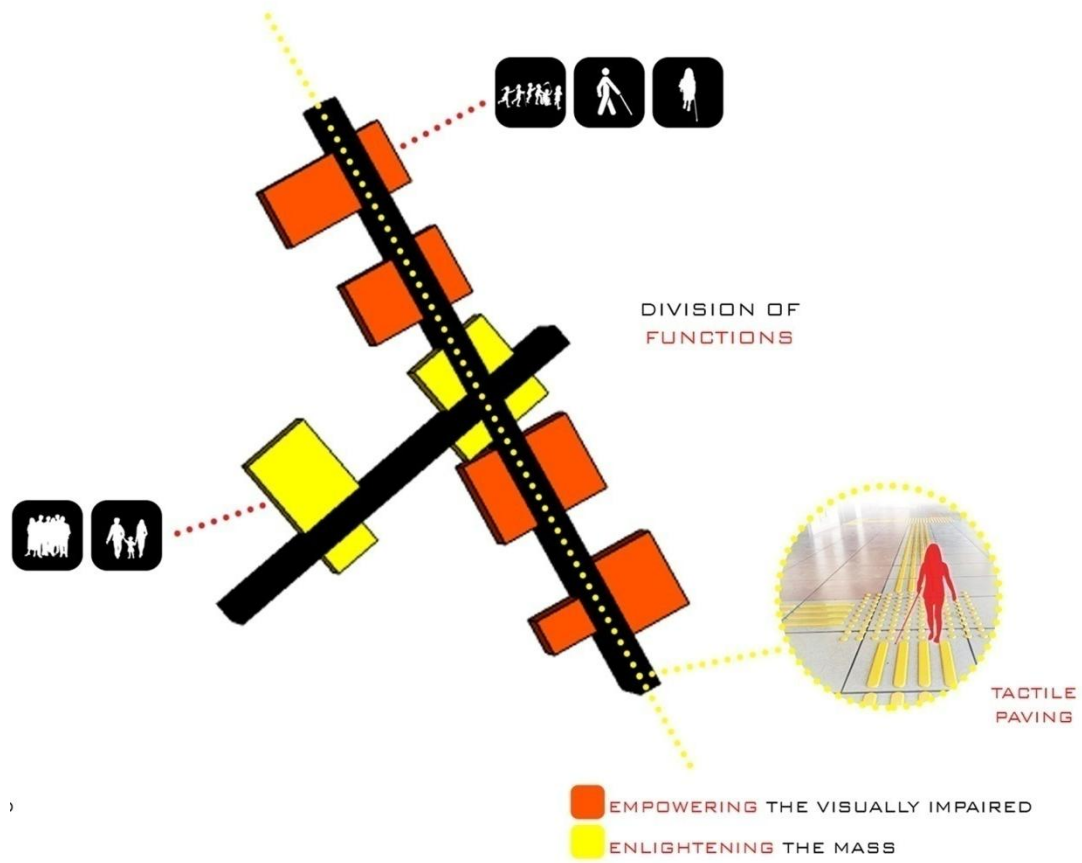 DIVISION OF
FUNCTIONS
TACTILE
PAVING
EMPOWERING THE VISUALLY IMPAIRED
ENLIGHTENING THE MASS